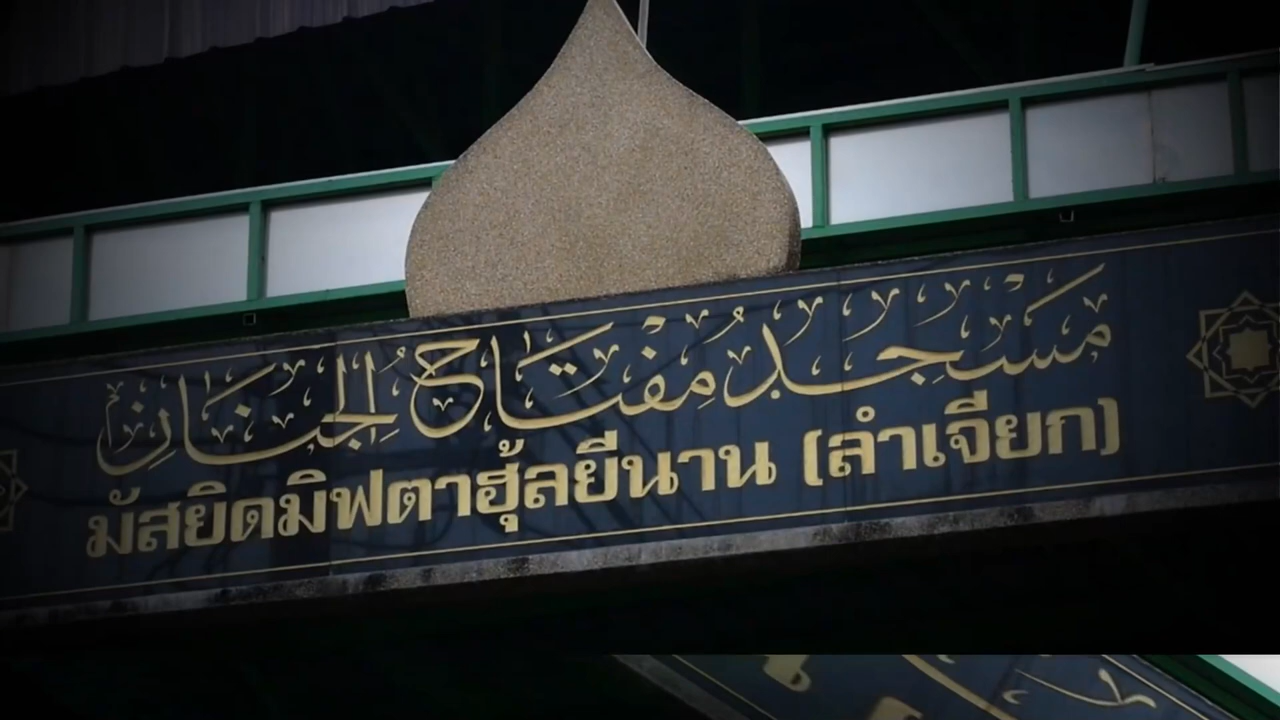 مسجد مفتاح الجنان
มัสยิดมิฟตาฮุ้ลยีนาน (ลำเจียก)